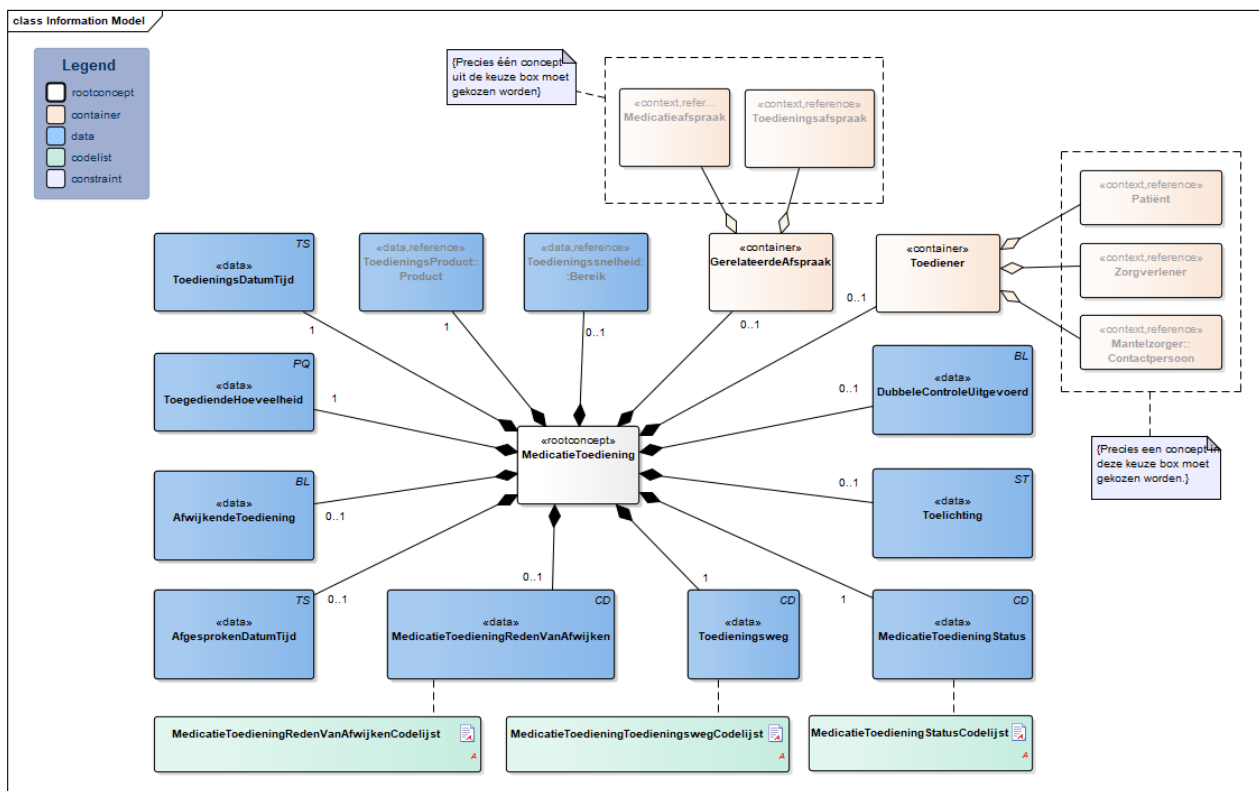 class Information Model
Legend
rootconcept
container
data
codelist
constraint
{Precies één concept
uit de keuze box moet
gekozen worden}
«context,refer...
Medicatieafspraak
«context,reference»
Toedieningsafspraak
«context,reference»
Patiënt
«context,reference»
Zorgverlener
«context,reference»
Mantelzorger::
Contactpersoon
{Precies een concept in
deze keuze box moet
gekozen worden.}
TS
«data»
ToedieningsDatumTijd
1
«data,reference»
ToedieningsProduct::
Product
1
«data,reference»
Toedieningssnelheid:
:Bereik
0..1
«container»
GerelateerdeAfspraak
0..1
«container»
Toediener
0..1
PQ
«data»
ToegediendeHoeveelheid
1
BL
«data»
DubbeleControleUitgevoerd
0..1
«rootconcept»
MedicatieToediening
BL
«data»
AfwijkendeToediening
0..1
ST
«data»
Toelichting
0..1
TS
«data»
AfgesprokenDatumTijd
0..1
CD
«data»
MedicatieToedieningRedenVanAfwijken
0..1
CD
«data»
Toedieningsweg
1
CD
«data»
MedicatieToedieningStatus
1
MedicatieToedieningRedenVanAfwijkenCodelijst
A
MedicatieToedieningToedieningswegCodelijst
A
MedicatieToedieningStatusCodelijst
A